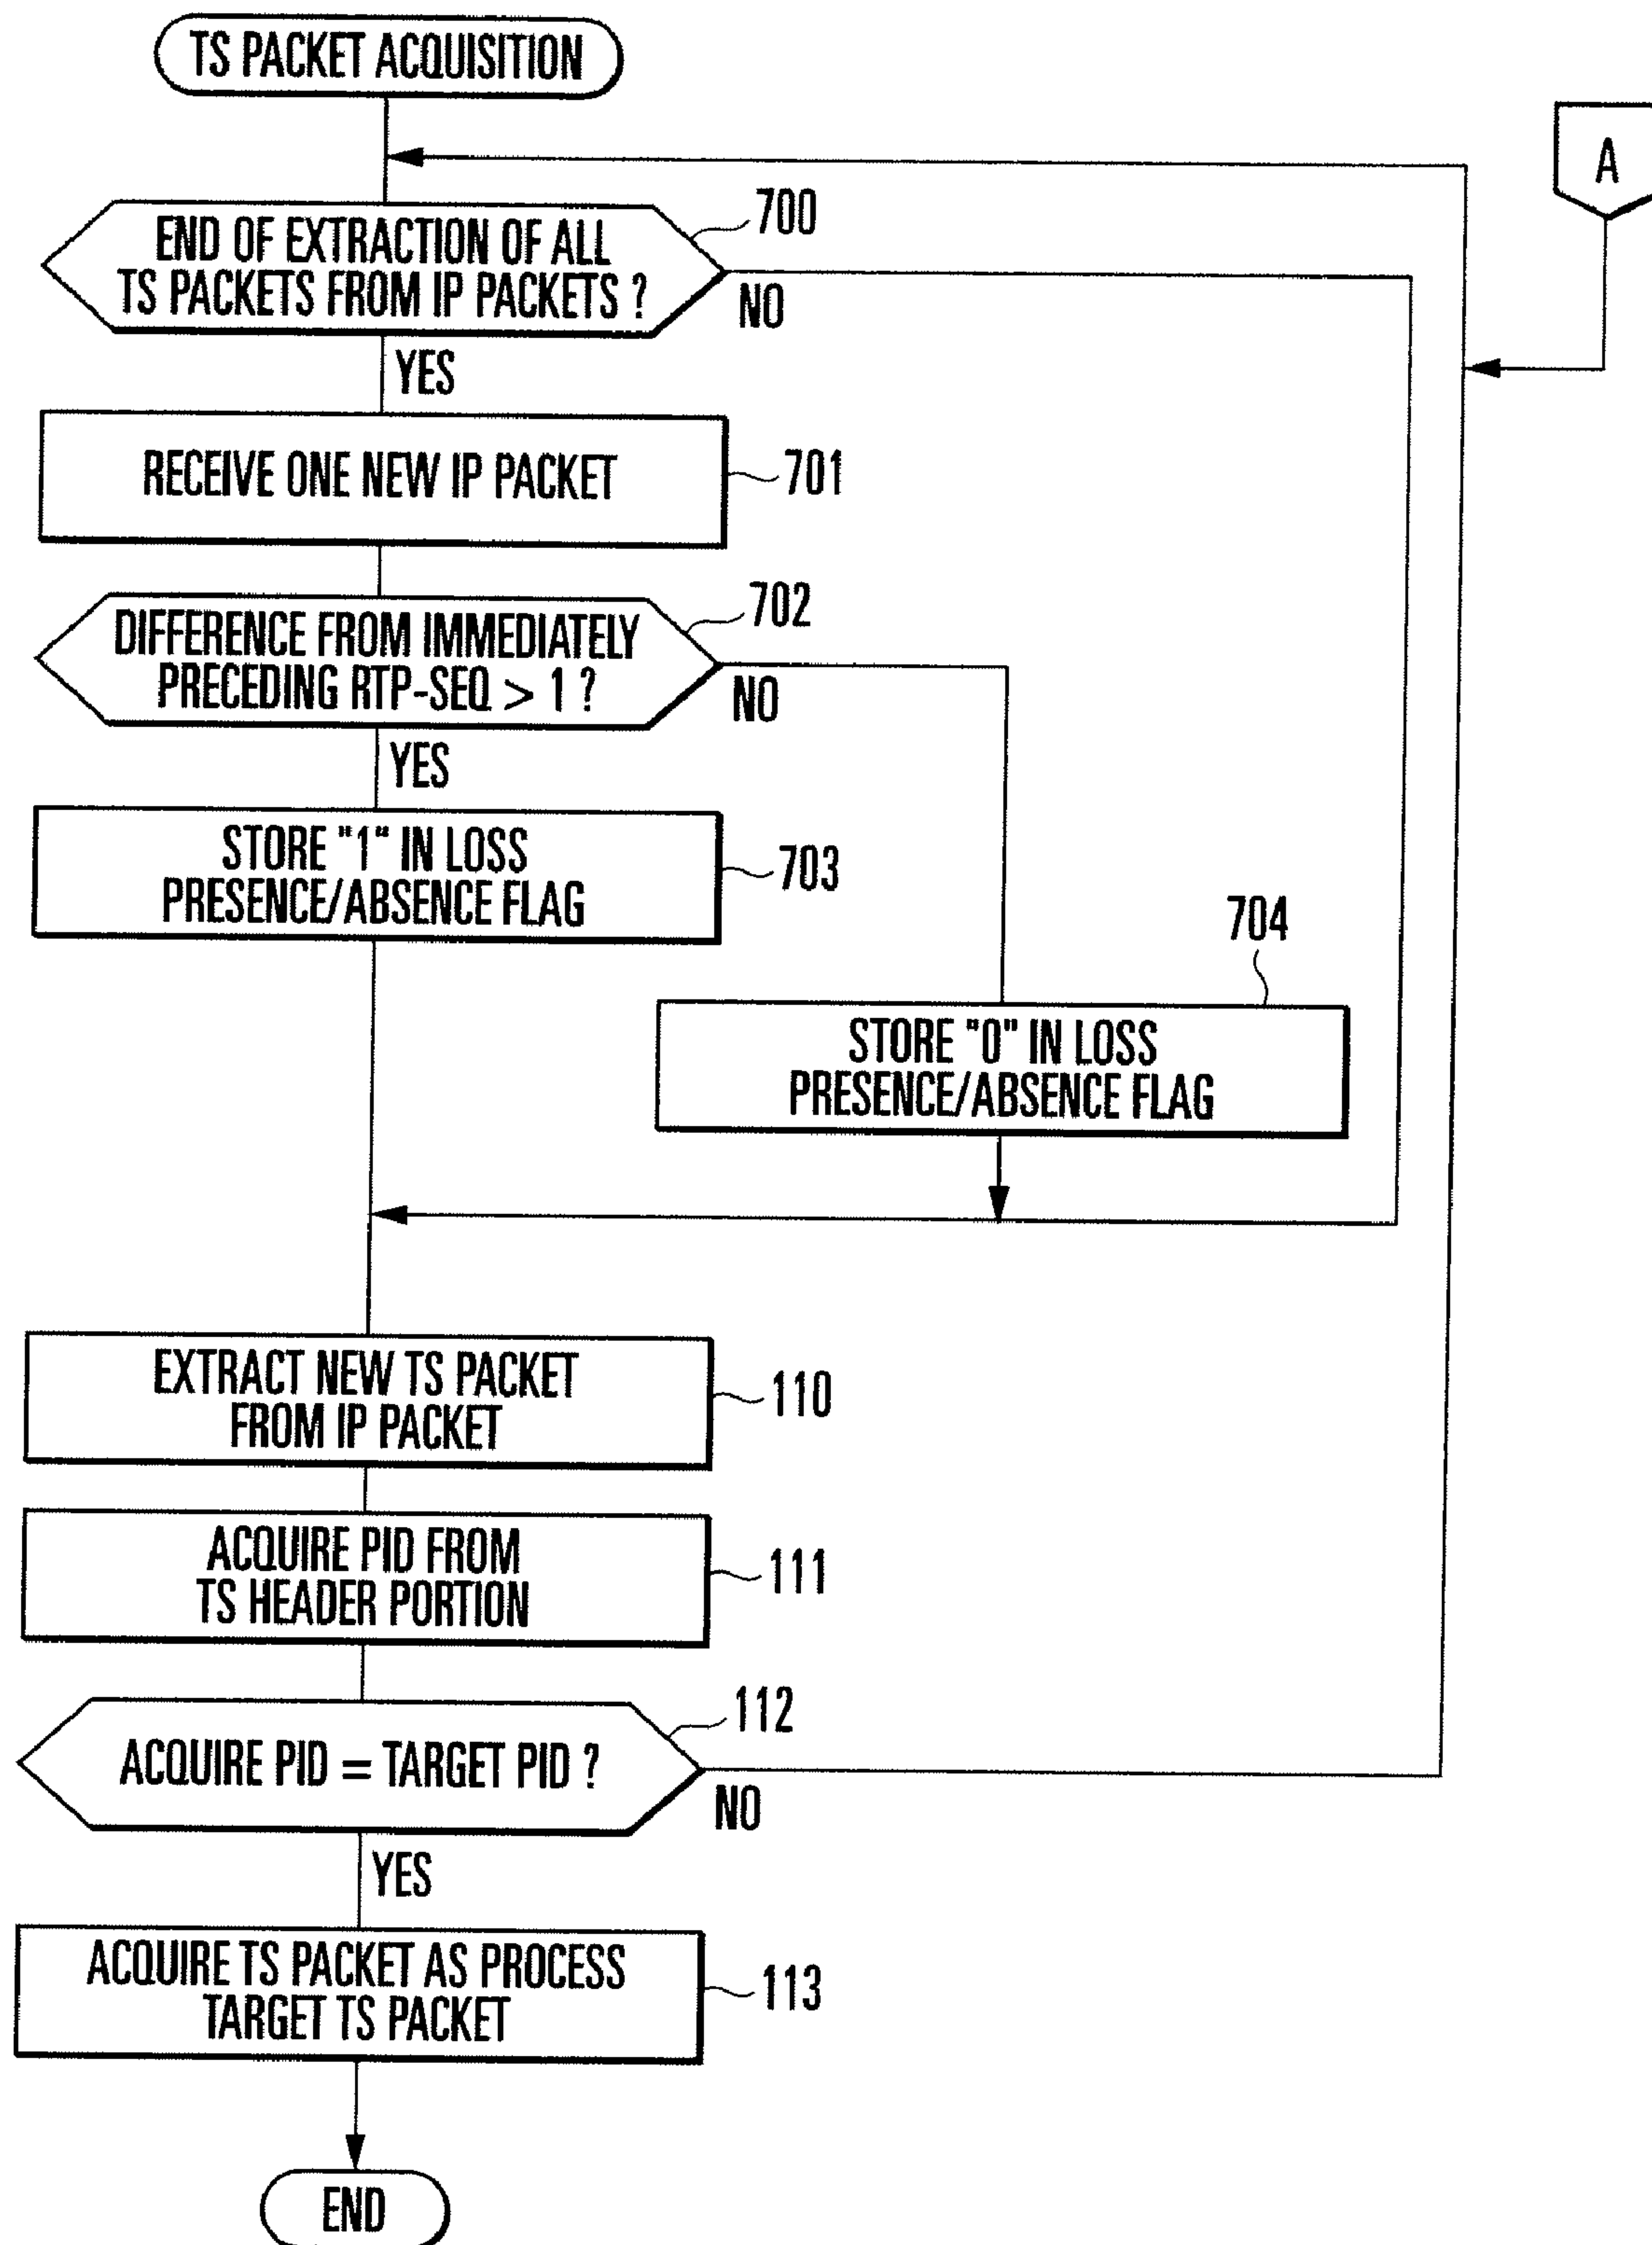 TS PACKET ACQUISITION
A
700
END OF EXTRACTION OF ALL
TS PACKETS FROM IP PACKETS ?
NO
YES
RECEIVE ONE NEW IP PACKET
701
702
DIFFERENCE FROM IMMEDIATELY
PRECEDING RTP-SEQ > 1 ?
NO
YES
STORE "1" IN LOSS
PRESENCE/ABSENCE FLAG
703
704
STORE "0" IN LOSS
PRESENCE/ABSENCE FLAG
EXTRACT NEW TS PACKET
FROM IP PACKET
110
ACQUIRE PID FROM
TS HEADER PORTION
111
112
ACQUIRE PID = TARGET PID ?
NO
YES
ACQUIRE TS PACKET AS PROCESS
TARGET TS PACKET
113
END